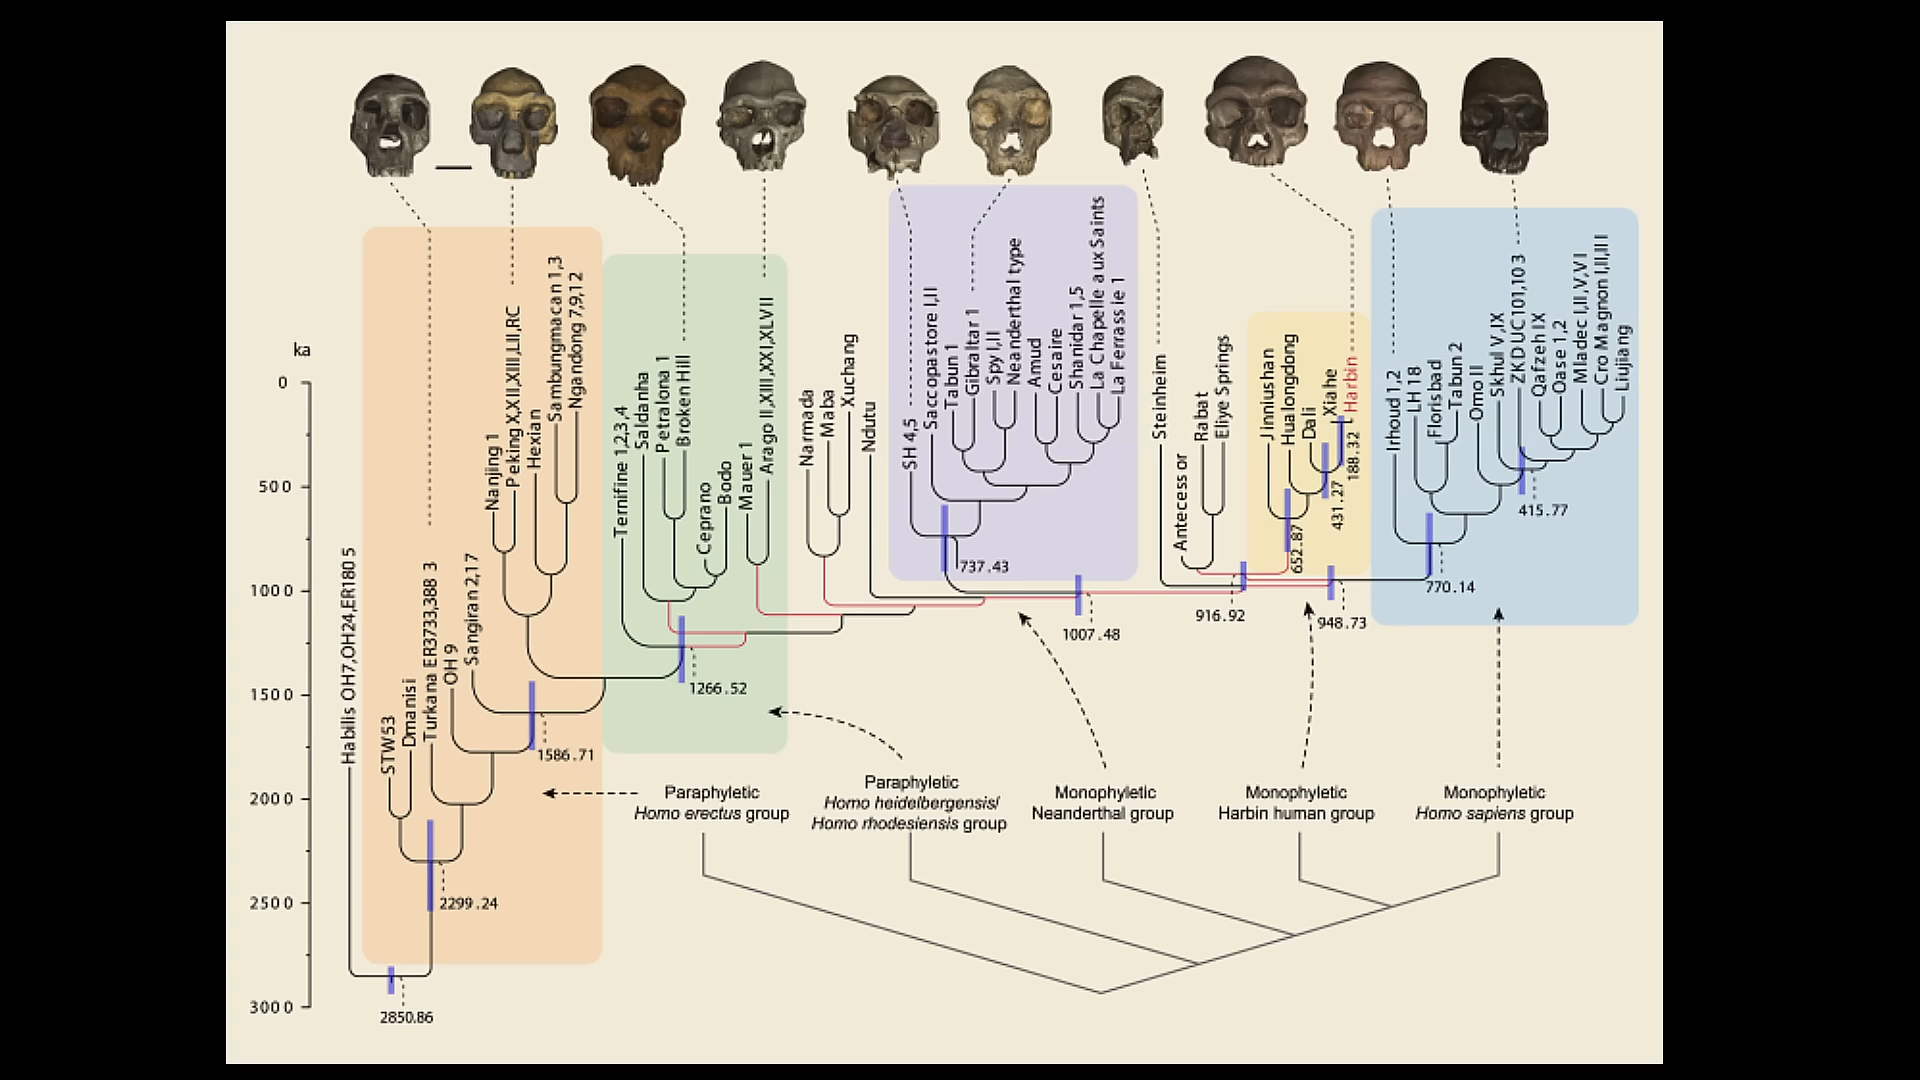 ka
0
500
1000
1500
2000
2500
3000
Habilis OH7,OH24,ER1805
STW53
Dmanisi
Turkana ER3733,3883
OH 9
Sangiran 2,17
Nanjing 1
Peking X,XII,XIII,LII,RC
Hexian
Sambungmacan 1,3
Ngandong 7,9,12
Ternifine 1,2,3,4
Saldanha
Petralona 1
Broken Hill
Ceprano
Bodo
Mauer 1
Arago II,XIII,XXI,XLVII
Narmada
Maba
Xuchang
Ndutu
SH 4,5
Saccopastore I,II
Tabun 1
Gibraltar 1
Spy I,II
Neanderthal type
Amud
Cesaire
Shanidar 1,5
La Chapelle aux Saints
La Ferrassie 1
Steinheim
Antecessor
Rabat
Eliye Springs
Jinniushan
Hualongdong
Dali
Xiahe
Harbin
Irhoud 1,2
LH 18
Florisbad
Tabun 2
Omo II
Skhul V,IX
ZKD UC 101,103
Qafzeh IX
Oase 1,2
Mladec I,II,V,VI
Cro Magnon I,II,III
Liujiang
188.32
431.27
652.87
415.77
737.43
770.14
916.92
948.73
1007.48
1266.52
1586.71
2299.24
2850.86
Paraphyletic
Homo erectus group
Paraphyletic
Homo heidelbergensis/
Homo rhodesiensis group
Monophyletic
Neanderthal group
Monophyletic
Harbin human group
Monophyletic
Homo sapiens group